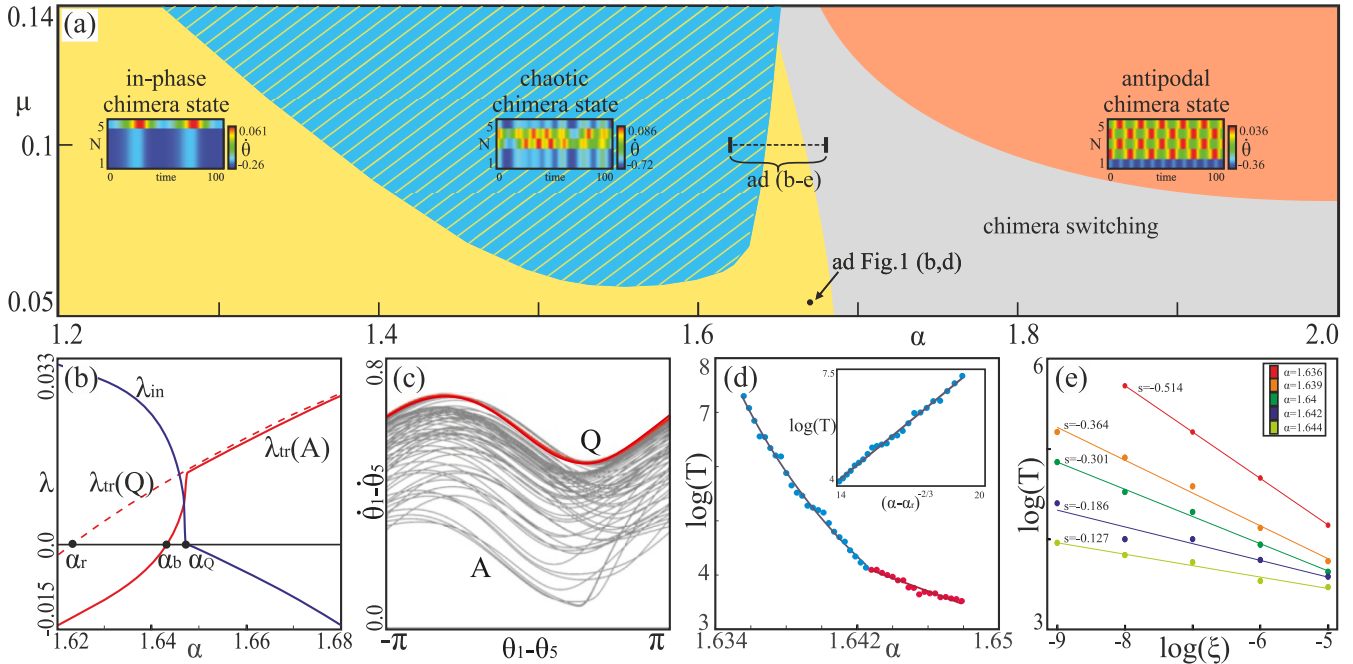 (a)
0.14
μ
0.1
0.05
in-phase
chimera state
5
N
1
0
time
100
0.061
θ̇
-0.26
chaotic
chimera state
5
N
1
0
time
100
0.086
θ̇
-0.72
antipodal
chimera state
5
N
1
0
time
100
0.036
θ̇
-0.36
ad (b-e)
chimera switching
ad Fig.1 (b,d)
1.2
1.4
1.6
α
1.8
2.0
(b)
0.033
λ
0.0
-0.015
λin
λtr(A)
λtr(Q)
αr
αb
αQ
1.62
1.64
α
1.66
1.68
(c)
0.8
θ̇1-θ̇5
0.0
Q
A
-π
θ1-θ5
π
(d)
8
7
log(T)
5
4
3
7.5
log(T)
4
14
(α-αr)-2/3
20
1.634
1.642
α
1.65
(e)
6
log(T)
3
s=-0.514
s=-0.364
s=-0.301
s=-0.186
s=-0.127
α=1.636
α=1.639
α=1.64
α=1.642
α=1.644
-9
-8
-7
log(ξ)
-6
-5